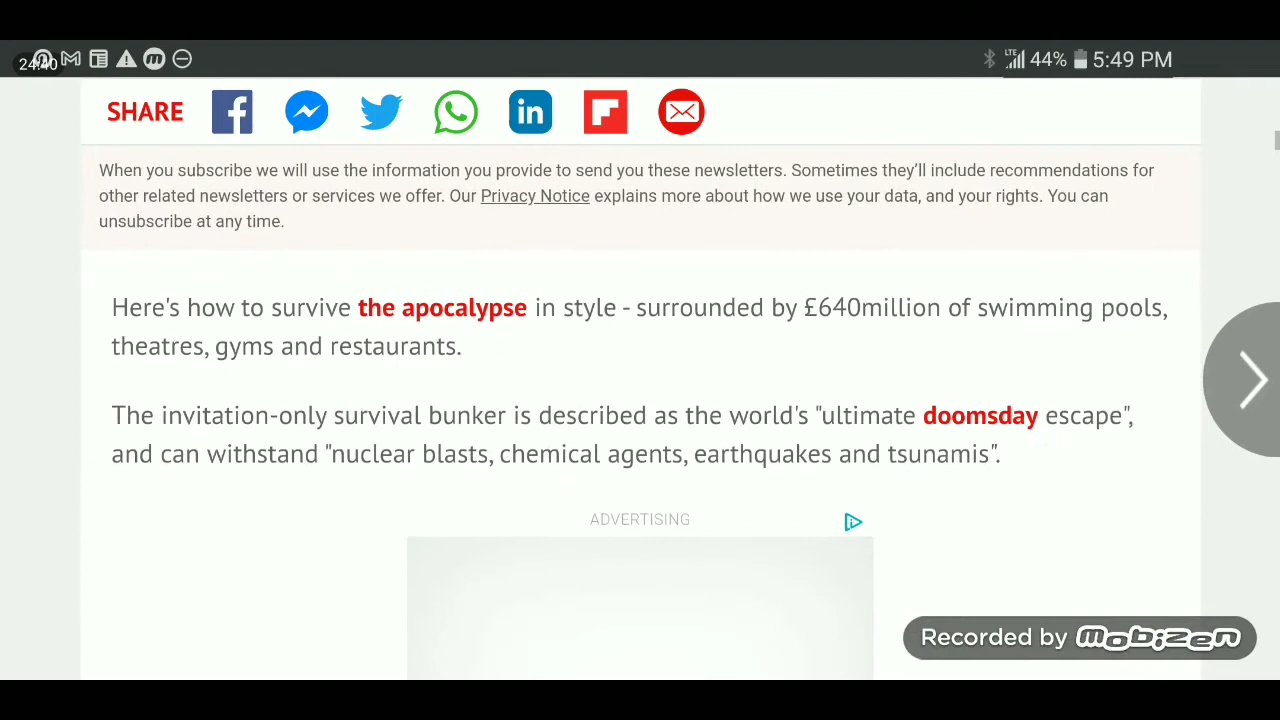 24:40 LTE 44% 5:49 PM
SHARE
When you subscribe we will use the information you provide to send you these newsletters. Sometimes they’ll include recommendations for
other related newsletters or services we offer. Our Privacy Notice explains more about how we use your data, and your rights. You can
unsubscribe at any time.
Here's how to survive the apocalypse in style - surrounded by £640million of swimming pools,
theatres, gyms and restaurants.
The invitation-only survival bunker is described as the world's "ultimate doomsday escape",
and can withstand "nuclear blasts, chemical agents, earthquakes and tsunamis".
ADVERTISING
Recorded by mobizen